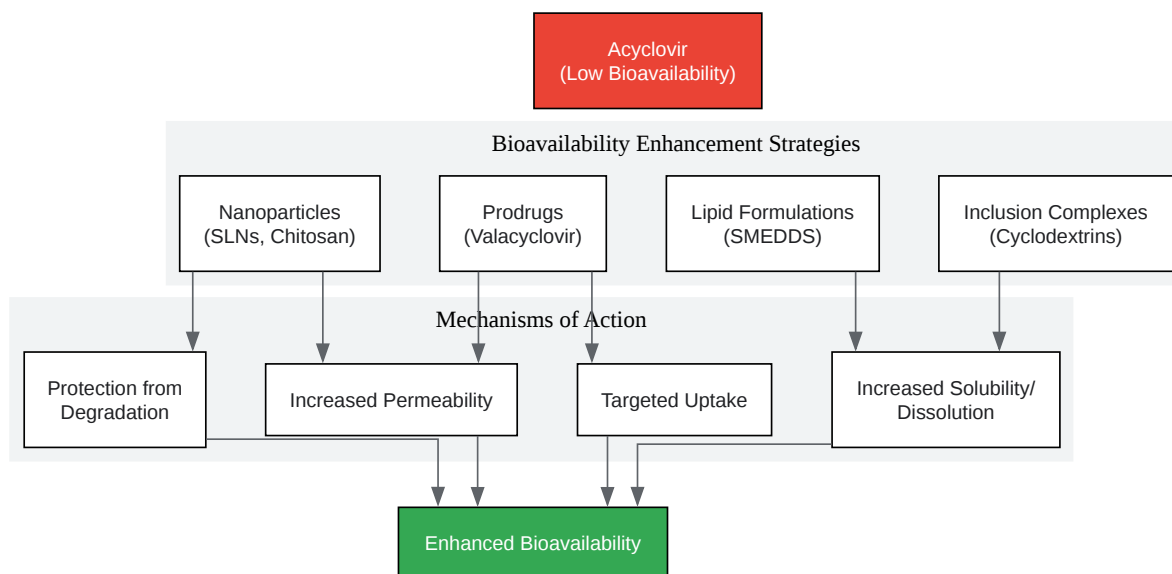 Acyclovir
(Low Bioavailability)
Bioavailability Enhancement Strategies
Nanoparticles
(SLNs, Chitosan)
Prodrugs
(Valacyclovir)
Lipid Formulations
(SMEDDS)
Inclusion Complexes
(Cyclodextrins)
Mechanisms of Action
Protection from
Degradation
Increased Permeability
Targeted Uptake
Increased Solubility/
Dissolution
Enhanced Bioavailability